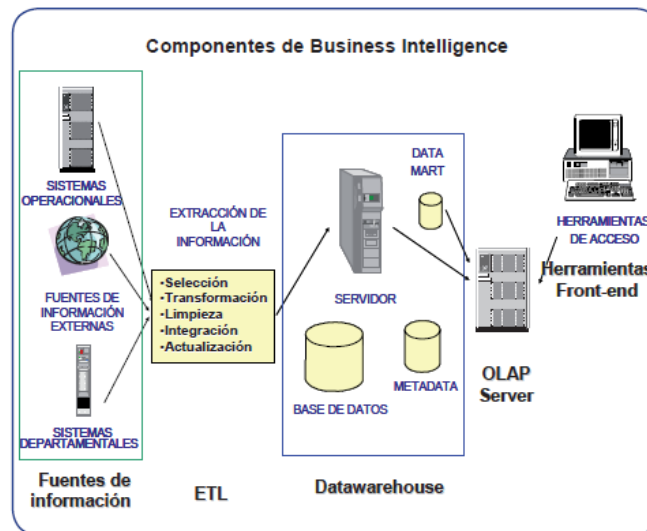 Componentes de Business Intelligence
SISTEMAS
OPERACIONALES
FUENTES DE
INFORMACIÓN
EXTERNAS
SISTEMAS
DEPARTAMENTALES
Fuentes de
información
EXTRACCIÓN DE
LA
INFORMACIÓN
•Selección
•Transformación
•Limpieza
•Integración
•Actualización
ETL
DATA
MART
SERVIDOR
BASE DE DATOS
METADATA
Datawarehouse
OLAP
Server
HERRAMIENTAS
DE ACCESO
Herramientas
Front-end